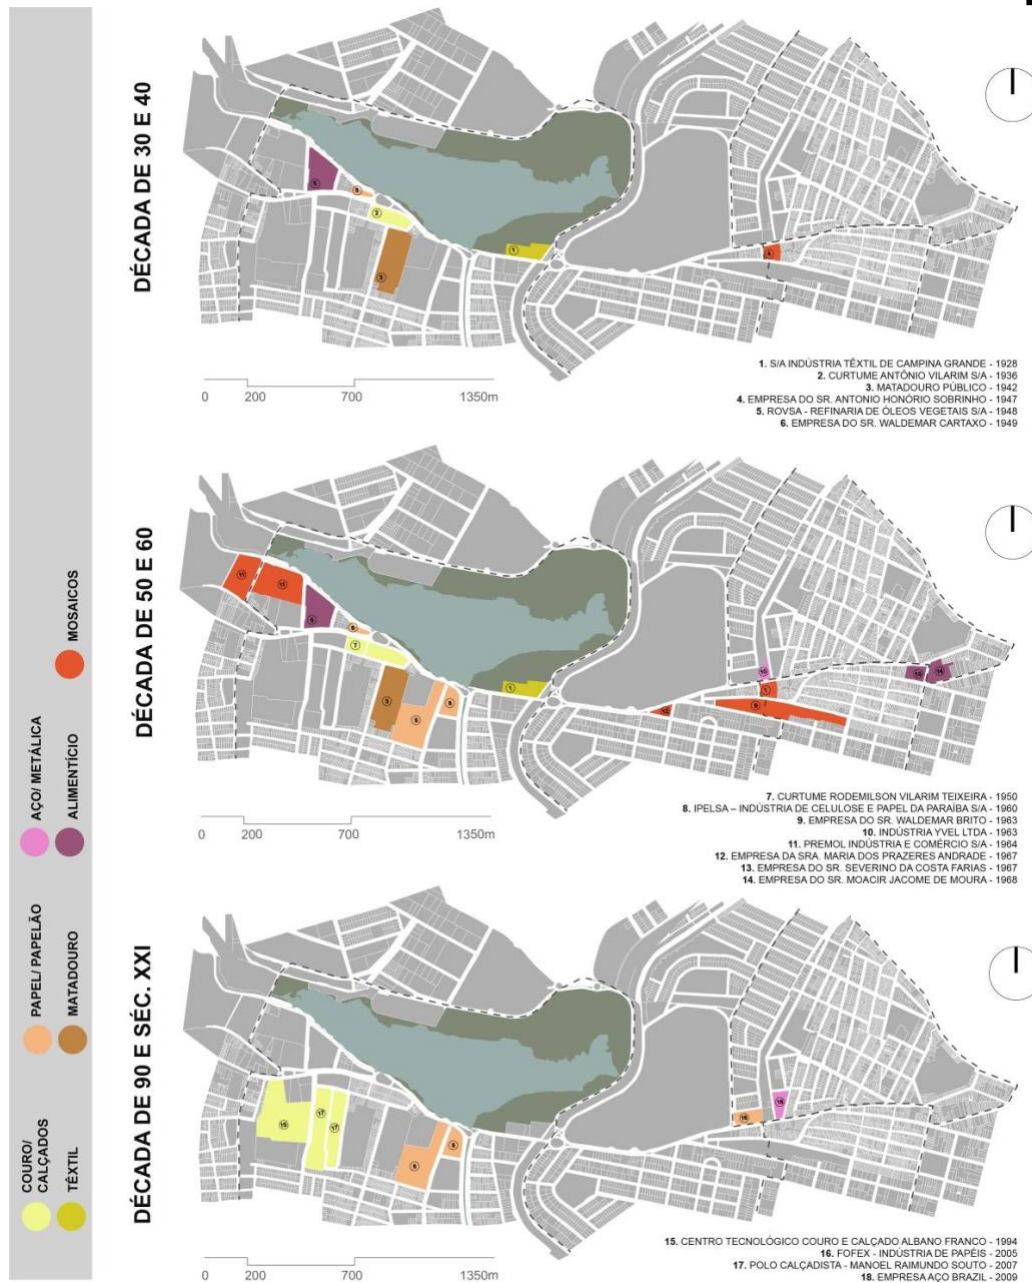 DÉCADA DE 30 E 40
1. S/A INDÚSTRIA TÊXTIL DE CAMPINA GRANDE - 1928
2. CURTUME ANTÔNIO VILARIM S/A - 1936
3. MATADOURO PÚBLICO - 1942
4. EMPRESA DO SR. ANTONIO HONÓRIO SOBRINHO - 1947
5. ROVSA - REFINARIA DE ÓLEOS VEGETAIS S/A - 1948
6. EMPRESA DO SR. WALDEMAR CARTAXO - 1949
0 200 700 1350m
DÉCADA DE 50 E 60
7. CURTUME RODEMILSON VILARIM TEIXEIRA - 1950
8. IPELSA – INDÚSTRIA DE CELULOSE E PAPEL DA PARAÍBA S/A - 1960
9. EMPRESA DO SR. WALDEMAR BRITO - 1963
10. INDÚSTRIA YVEL LTDA - 1963
11. PREMOL INDÚSTRIA E COMÉRCIO S/A - 1964
12. EMPRESA DA SRA. MARIA DOS PRAZERES ANDRADE - 1967
13. EMPRESA DO SR. SEVERINO DA COSTA FARIAS - 1967
14. EMPRESA DO SR. MOACIR JACOME DE MOURA - 1968
0 200 700 1350m
DÉCADA DE 90 E SÉC. XXI
15. CENTRO TECNOLÓGICO COURO E CALÇADO ALBANO FRANCO - 1994
16. FOFEX - INDÚSTRIA DE PAPÉIS - 2005
17. POLO CALÇADISTA - MANOEL RAIMUNDO SOUTO - 2007
18. EMPRESA AÇO BRAZIL - 2009
0 200 700 1350m
COURO/
CALÇADOS
TÊXTIL
PAPEL/ PAPELÃO
MATADOURO
AÇO/ METÁLICA
ALIMENTÍCIO
MOSAICOS